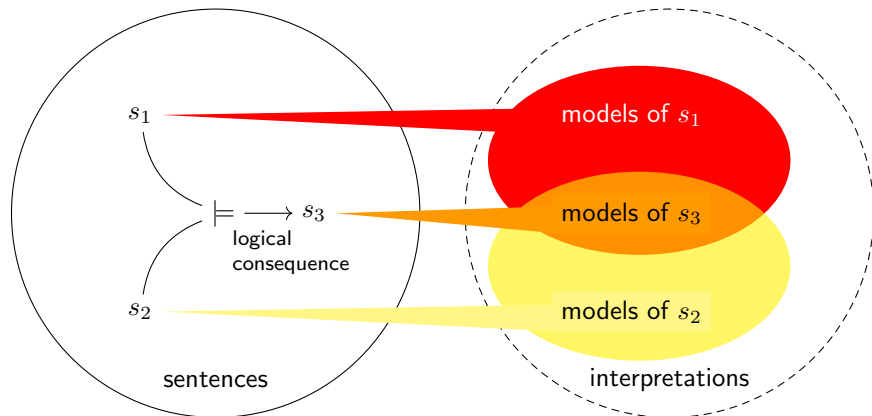 s₁
models of s₁
⊨ → s₃
models of s₃
logical
consequence
s₂
models of s₂
sentences
interpretations